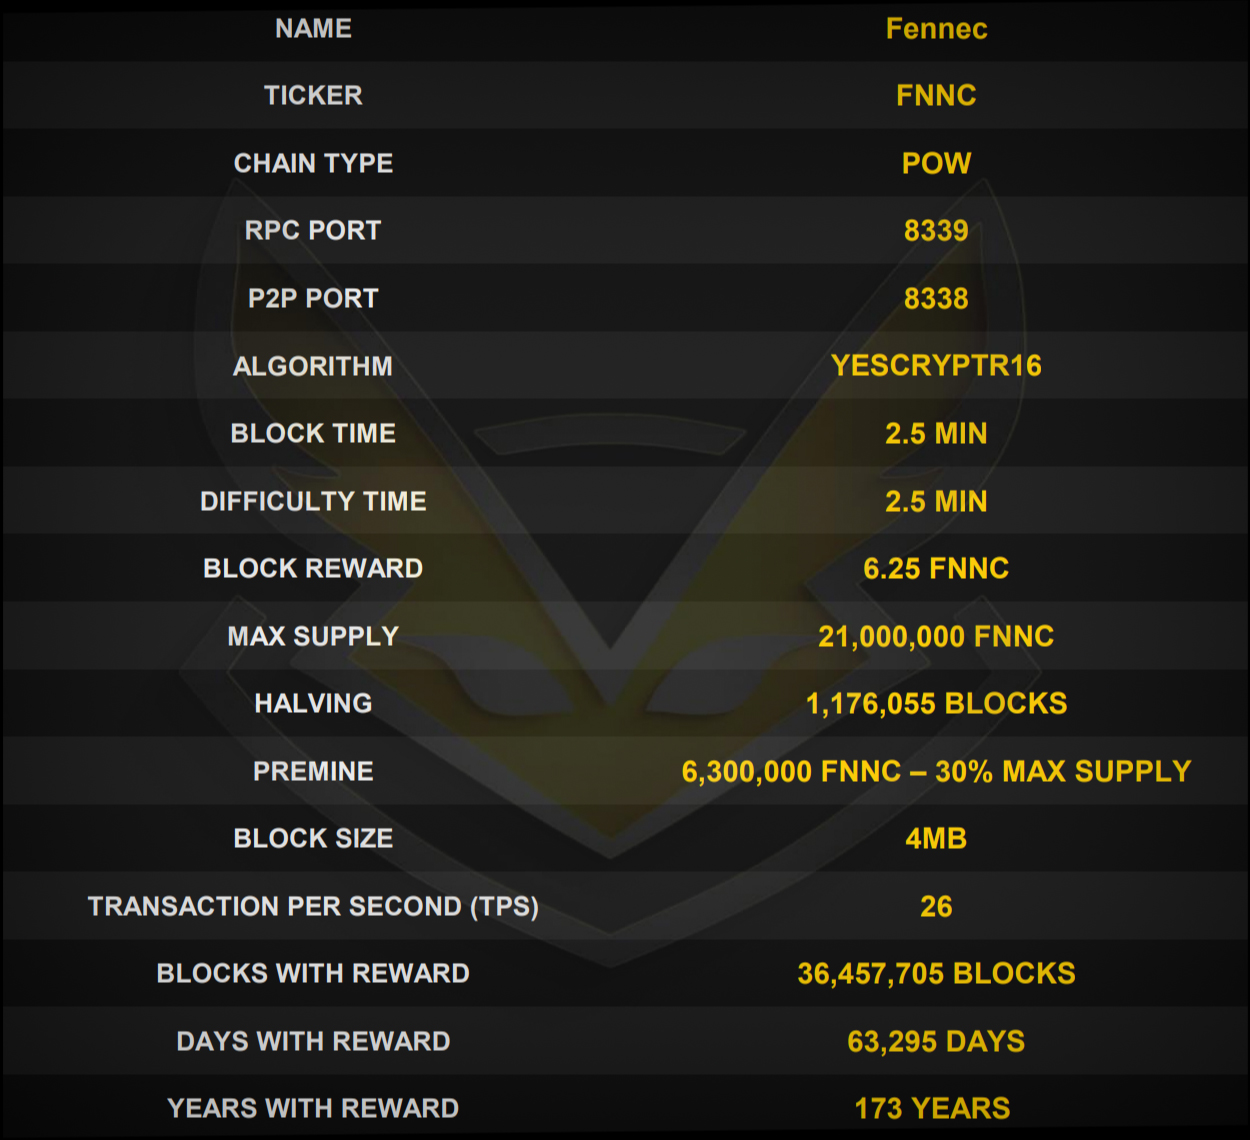 NAME Fennec
TICKER FNNC
CHAIN TYPE POW
RPC PORT 8339
P2P PORT 8338
ALGORITHM YESCRYPTR16
BLOCK TIME 2.5 MIN
DIFFICULTY TIME 2.5 MIN
BLOCK REWARD 6.25 FNNC
MAX SUPPLY 21,000,000 FNNC
HALVING 1,176,055 BLOCKS
PREMINE 6,300,000 FNNC – 30% MAX SUPPLY
BLOCK SIZE 4MB
TRANSACTION PER SECOND (TPS) 26
BLOCKS WITH REWARD 36,457,705 BLOCKS
DAYS WITH REWARD 63,295 DAYS
YEARS WITH REWARD 173 YEARS